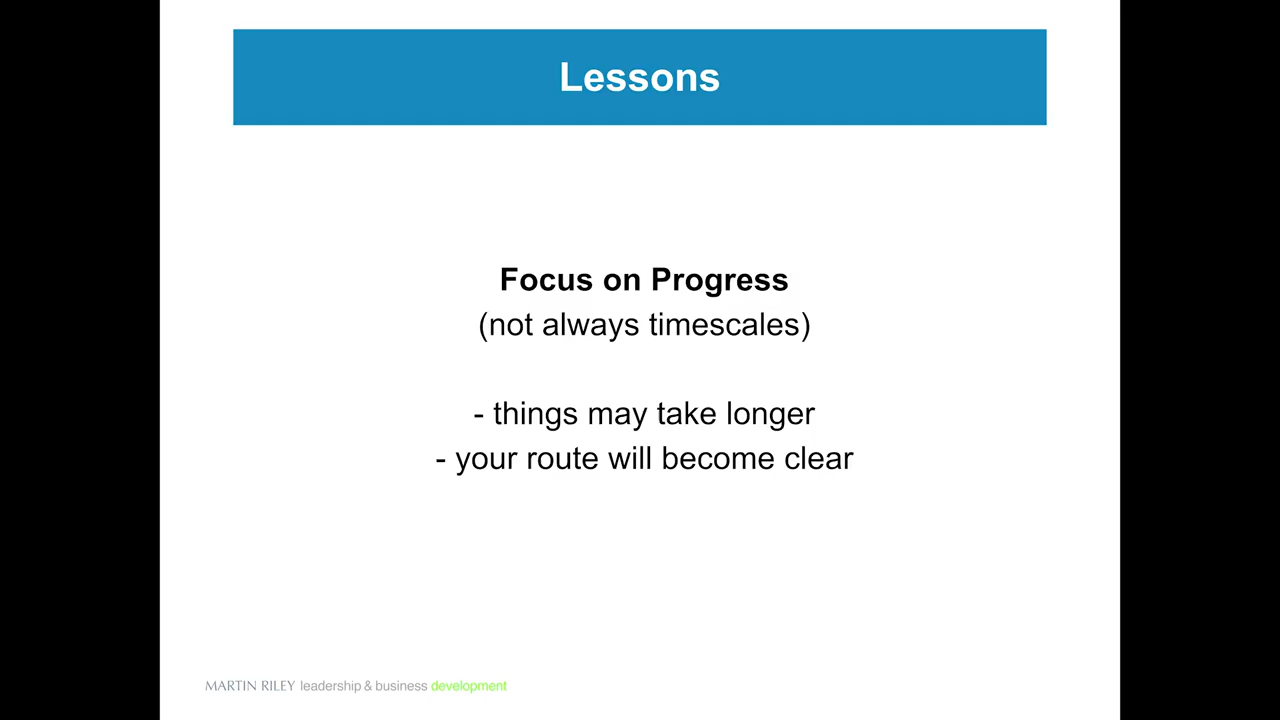 Lessons
Focus on Progress
(not always timescales)
- things may take longer
- your route will become clear
MARTIN RILEY leadership & business development